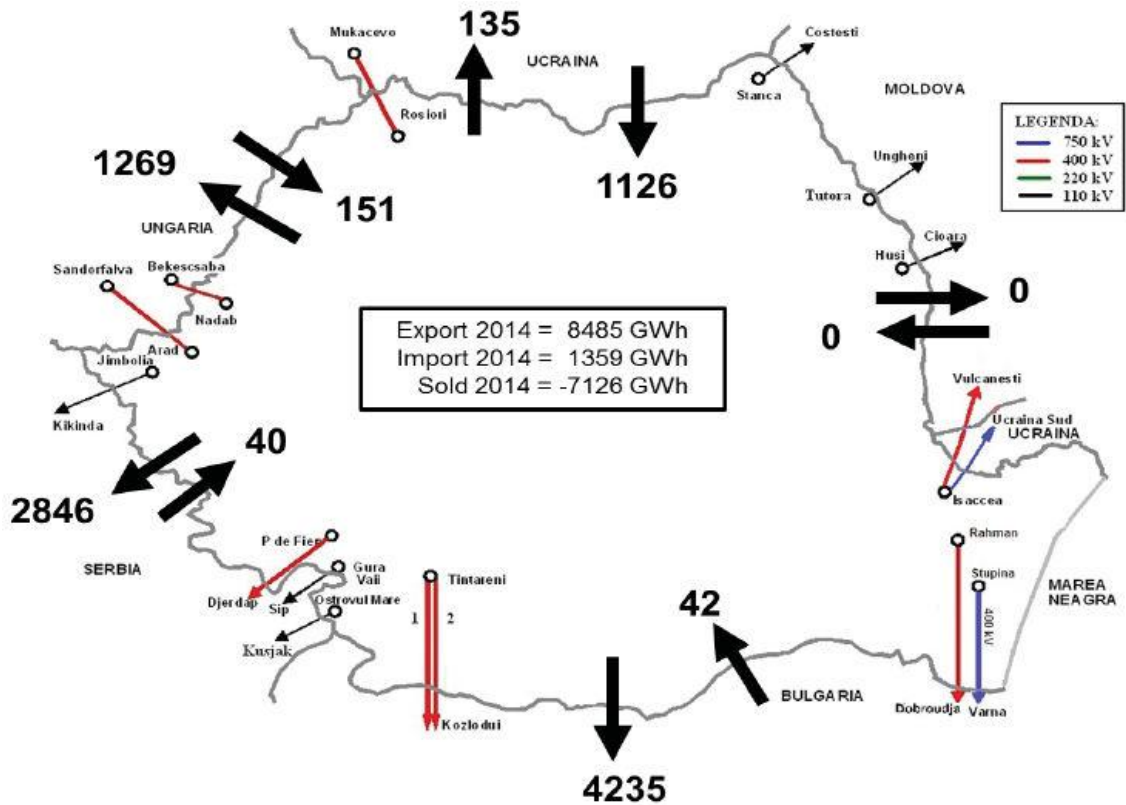 135
Mukacevo
UCRAINA
Costesti
Stanca
MOLDOVA
Rosiori
LEGENDA:
750 kV
400 kV
220 kV
110 kV
1269
151
1126
Ungheni
Tutora
UNGARIA
Cioara
Husi
Sandorfalva
Bekescsaba
Nadab
0
0
Export 2014 = 8485 GWh
Import 2014 = 1359 GWh
Sold 2014 = -7126 GWh
Arad
Jimbolia
Kikinda
Vulcanesti
Ucraina Sud
UCRAINA
40
2846
Isaccea
P de Fier
Rahman
SERBIA
Gura
Vaii
Tintareni
Stupina
MAREA
NEAGRA
Djerdap
Sip
Ostrovul Mare
1
2
400 kV
42
Kusjak
BULGARIA
Kozlodui
Dobroudja
Varna
4235